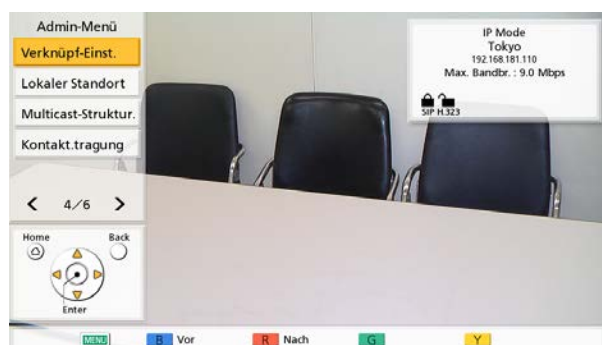 Admin-Menü
Verknüpf-Einst.
Lokaler Standort
Multicast-Struktur.
Kontakt.tragung
4/6
Home
Back
Enter
IP Mode
Tokyo
192.168.181.110
Max. Bandbr. : 9.0 Mbps
SIP H.323
MENU
B Vor
R Nach
G
Y